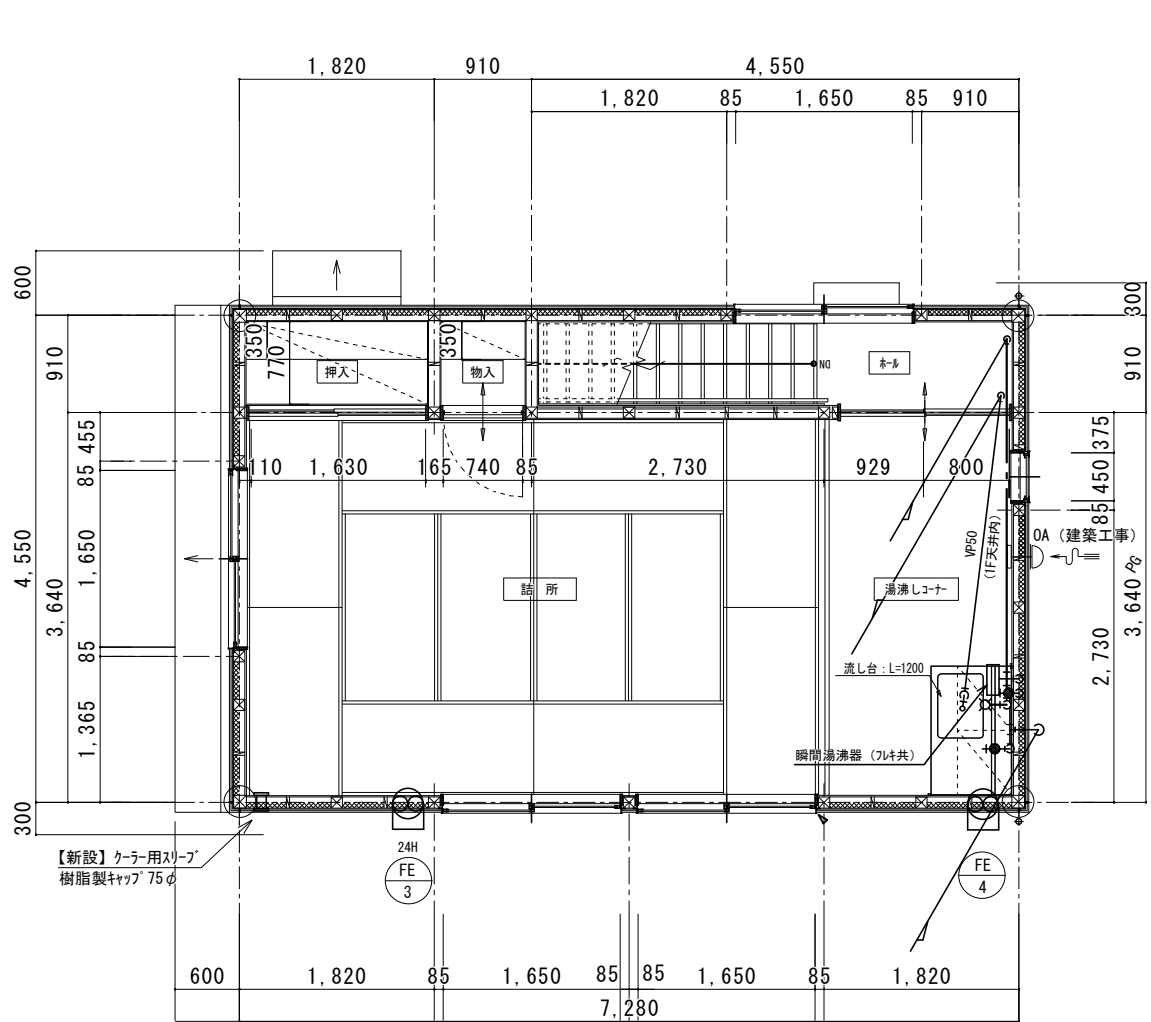 1,820
910
4,550
1,820
85
1,650
85
910
600
300
910
350
770
押入
350
物入
DN
ホール
910
455
85
110
1,630
165
740
85
2,730
929
800
375
450
85
OA（建築工事）
VP50
(1F天井内)
4,550
3,640
1,650
詰　所
湯沸しコーナー
3,640
PG
2,730
85
流し台：L=1200
1,365
瞬間湯沸器（フレキ共）
300
【新設】クーラー用スリーブ
樹脂製キャップ 75φ
24H
FE
3
FE
4
600
1,820
85
1,650
85
85
1,650
85
1,820
7,280